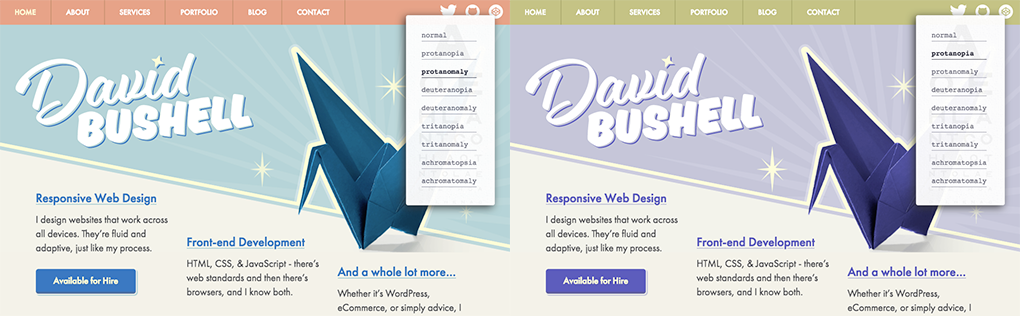 HOME ABOUT SERVICES PORTFOLIO BLOG CONTACT
normal
protanopia
protanomaly
deuteranopia
deuteranomaly
tritanopia
tritanomaly
achromatopsia
achromatomaly
David
BUSHELL
Responsive Web Design
I design websites that work across
all devices. They're fluid and
adaptive, just like my process.
Available for Hire
Front-end Development
HTML, CSS, & JavaScript - there's
web standards and then there's
browsers, and I know both.
And a whole lot more...
Whether it's WordPress,
eCommerce, or simply advice, I
HOME ABOUT SERVICES PORTFOLIO BLOG CONTACT
normal
protanopia
protanomaly
deuteranopia
deuteranomaly
tritanopia
tritanomaly
achromatopsia
achromatomaly
David
BUSHELL
Responsive Web Design
I design websites that work across
all devices. They're fluid and
adaptive, just like my process.
Available for Hire
Front-end Development
HTML, CSS, & JavaScript - there's
web standards and then there's
browsers, and I know both.
And a whole lot more...
Whether it's WordPress,
eCommerce, or simply advice, I